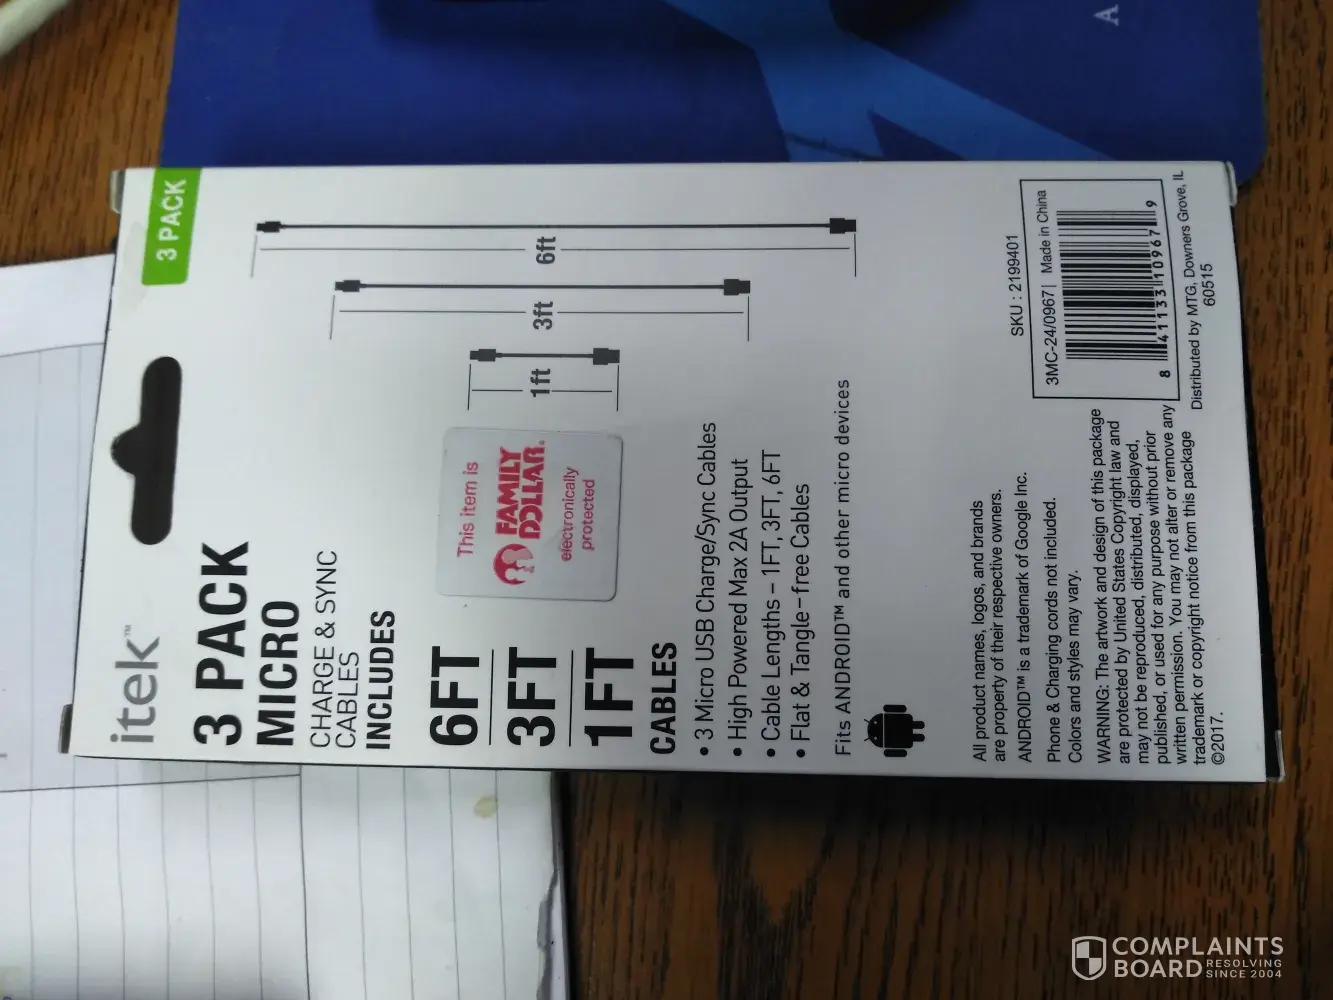 itek™
3 PACK
3 PACK
MICRO
CHARGE & SYNC
CABLES
INCLUDES
6FT
3FT
1FT
CABLES
6ft
3ft
1ft
This item is
FAMILY
DOLLAR®
electronically
protected
• 3 Micro USB Charge/Sync Cables
• High Powered Max 2A Output
• Cable Lengths – 1FT, 3FT, 6FT
• Flat & Tangle-free Cables
Fits ANDROID™ and other micro devices
All product names, logos, and brands
are property of their respective owners.
ANDROID™ is a trademark of Google Inc.
Phone & Charging cords not included.
Colors and styles may vary.
WARNING: The artwork and design of this package
are protected by United States Copyright law and
may not be reproduced, distributed, displayed,
published, or used for any purpose without prior
written permission. You may not alter or remove any
trademark or copyright notice from this package
©2017.
SKU : 2199401
3MC-24/0967| Made in China
8 41133 10967 9
Distributed by MTG, Downers Grove, IL
60515
A
COMPLAINTS
BOARD RESOLVING
SINCE 2004